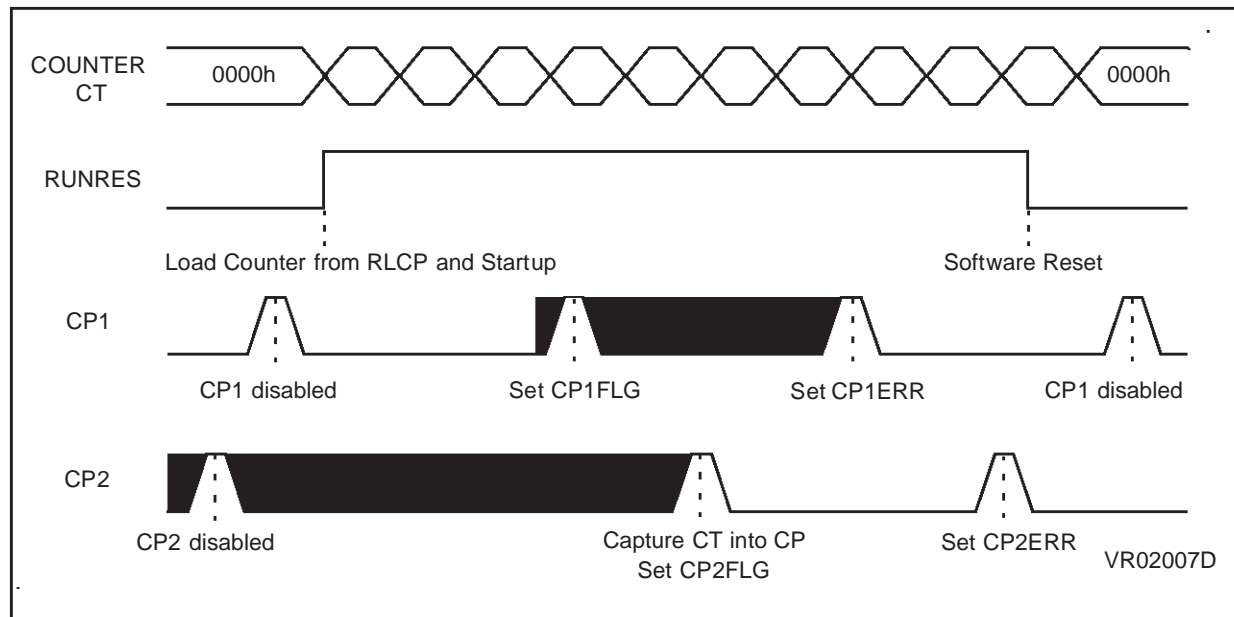 COUNTER
CT
0000h
0000h
RUNRES
Load Counter from RLCP and Startup
Software Reset
CP1
CP1 disabled
Set CP1FLG
Set CP1ERR
CP1 disabled
CP2
CP2 disabled
Capture CT into CP
Set CP2FLG
Set CP2ERR
VR02007D